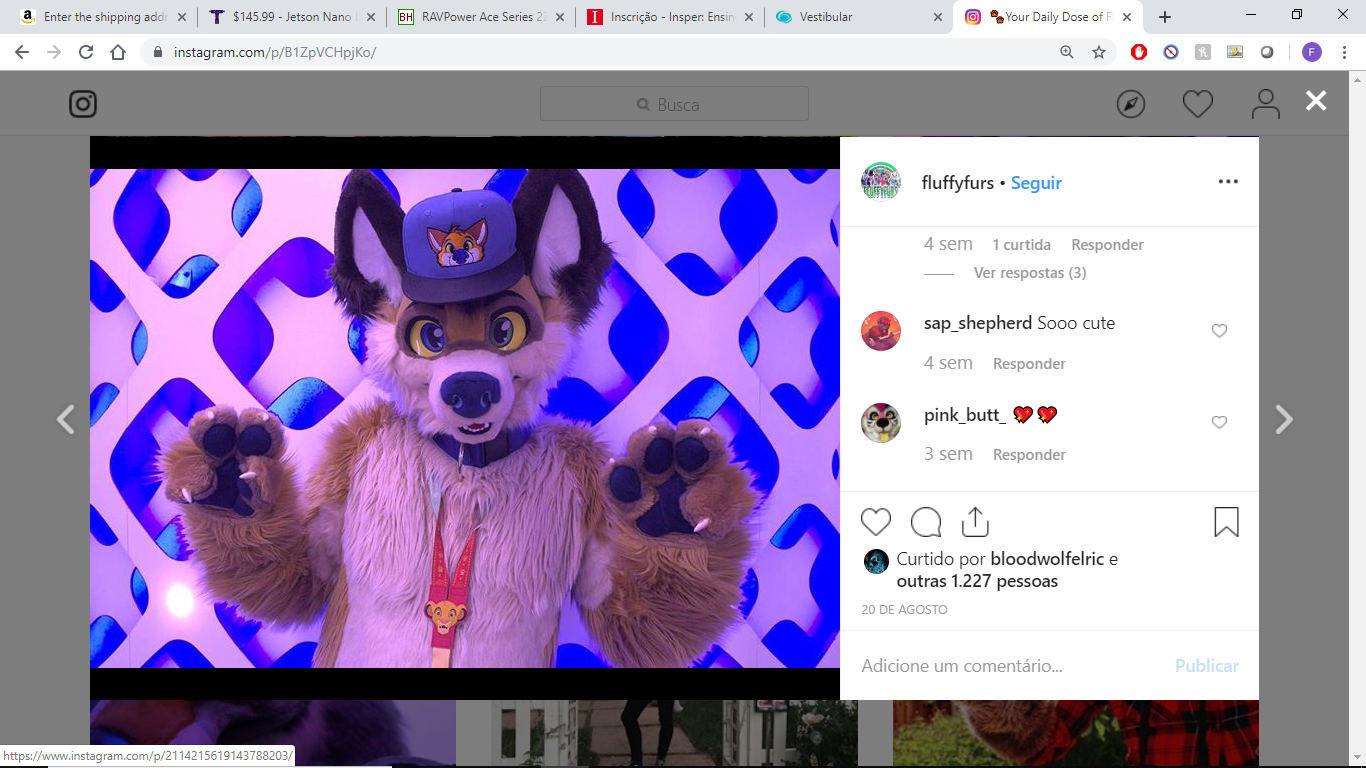 Enter the shipping addr
$145.99 - Jetson Nano
RAVPower Ace Series 22
Inscrição - Insper: Ensin
Vestibular
Your Daily Dose of F
instagram.com/p/B1ZpVCHpjKo/
Busca
fluffyfurs • Seguir
4 sem 1 curtida Responder
Ver respostas (3)
sap_shepherd Sooo cute
4 sem Responder
pink_butt_ 💖💖
3 sem Responder
Curtido por bloodwolfelric e
outras 1.227 pessoas
20 DE AGOSTO
Adicione um comentário... Publicar
https://www.instagram.com/p/2114215619143788203/